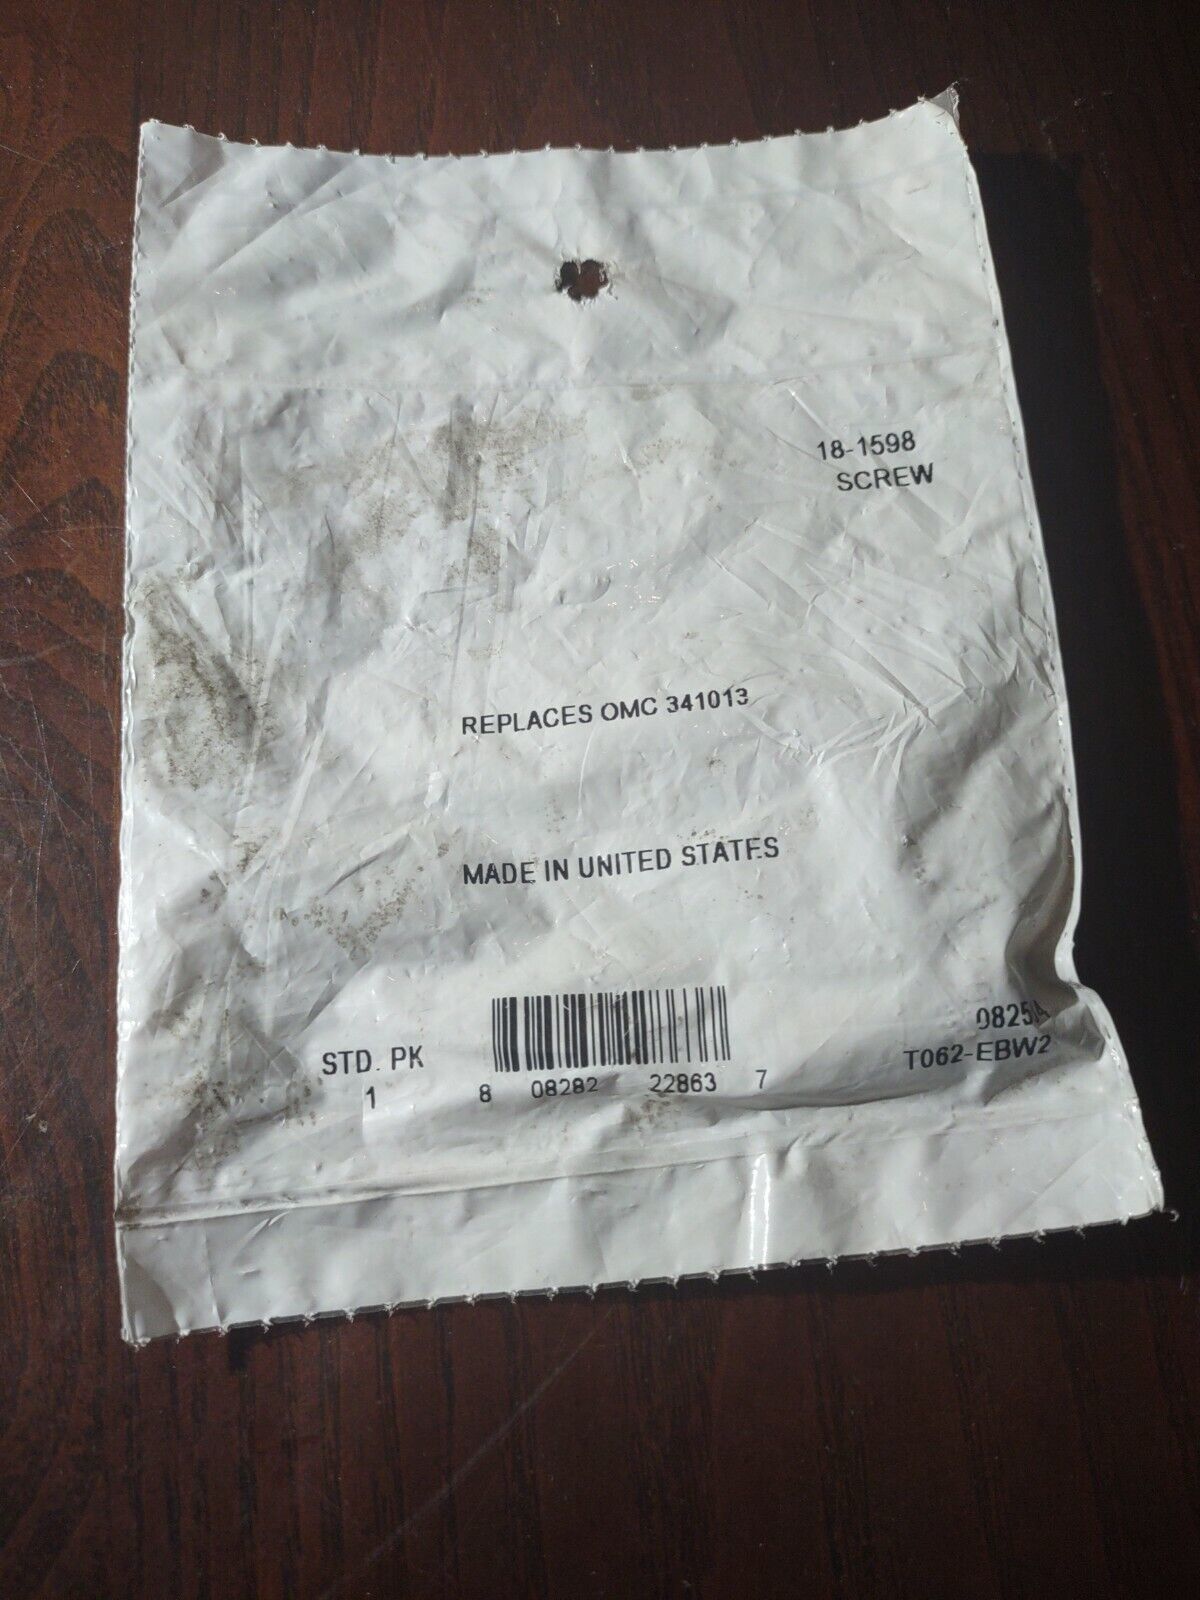 18-1598
SCREW
REPLACES OMC 341013
MADE IN UNITED STATES
STD. PK
1
8 08282 22863 7
0825A
T062-EBW2